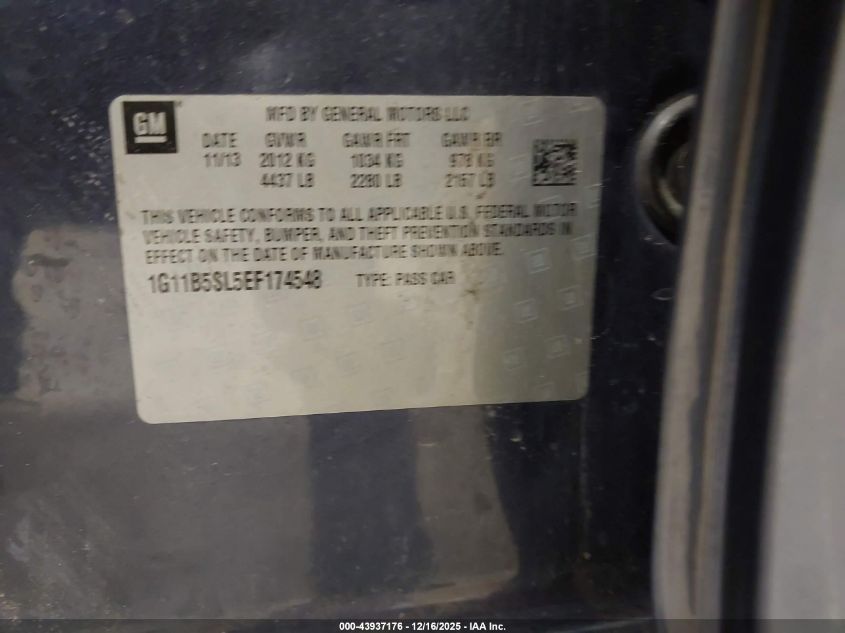 GM
MFD BY GENERAL MOTORS LLC
DATE GVWR GAWR FRT GAWR RR
11/13 2012 KG 1034 KG 978 KG
4437 LB 2280 LB 2157 LB
THIS VEHICLE CONFORMS TO ALL APPLICABLE U.S. FEDERAL MOTOR
VEHICLE SAFETY, BUMPER, AND THEFT PREVENTION STANDARDS IN
EFFECT ON THE DATE OF MANUFACTURE SHOWN ABOVE.
1G11B5SL5EF174548 TYPE: PASS CAR
000-43937176 - 12/16/2025 - IAA Inc.